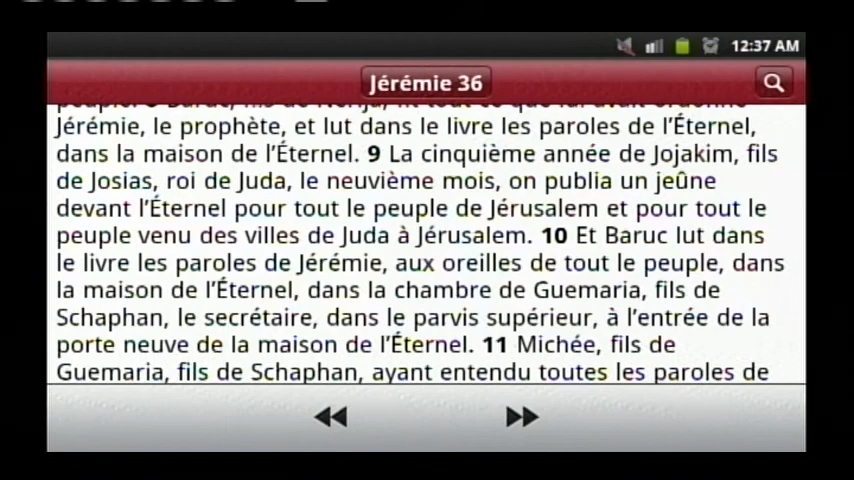 12:37 AM
Jérémie 36
Jérémie, le prophète, et lut dans le livre les paroles de l'Éternel,
dans la maison de l'Éternel. 9 La cinquième année de Jojakim, fils
de Josias, roi de Juda, le neuvième mois, on publia un jeûne
devant l'Éternel pour tout le peuple de Jérusalem et pour tout le
peuple venu des villes de Juda à Jérusalem. 10 Et Baruc lut dans
le livre les paroles de Jérémie, aux oreilles de tout le peuple, dans
la maison de l'Éternel, dans la chambre de Guemaria, fils de
Schaphan, le secrétaire, dans le parvis supérieur, à l'entrée de la
porte neuve de la maison de l'Éternel. 11 Michée, fils de
Guemaria, fils de Schaphan, ayant entendu toutes les paroles de